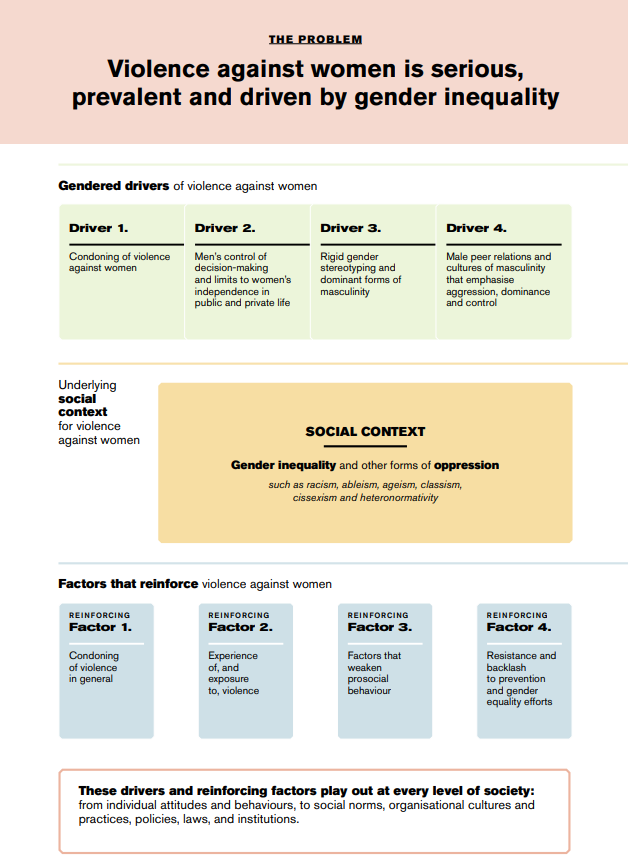 THE PROBLEM
Violence against women is serious,
prevalent and driven by gender inequality
Gendered drivers of violence against women
Driver 1.
Condoning of violence
against women
Driver 2.
Men's control of
decision-making
and limits to women's
independence in
public and private life
Driver 3.
Rigid gender
stereotyping and
dominant forms of
masculinity
Driver 4.
Male peer relations and
cultures of masculinity
that emphasise
aggression, dominance
and control
Underlying
social
context
for violence
against women
SOCIAL CONTEXT
Gender inequality and other forms of oppression
such as racism, ableism, ageism, classism,
cissexism and heteronormativity
Factors that reinforce violence against women
REINFORCING
Factor 1.
Condoning
of violence
in general
REINFORCING
Factor 2.
Experience
of, and
exposure
to, violence
REINFORCING
Factor 3.
Factors that
weaken
prosocial
behaviour
REINFORCING
Factor 4.
Resistance and
backlash
to prevention
and gender
equality efforts
These drivers and reinforcing factors play out at every level of society:
from individual attitudes and behaviours, to social norms, organisational cultures and
practices, policies, laws, and institutions.